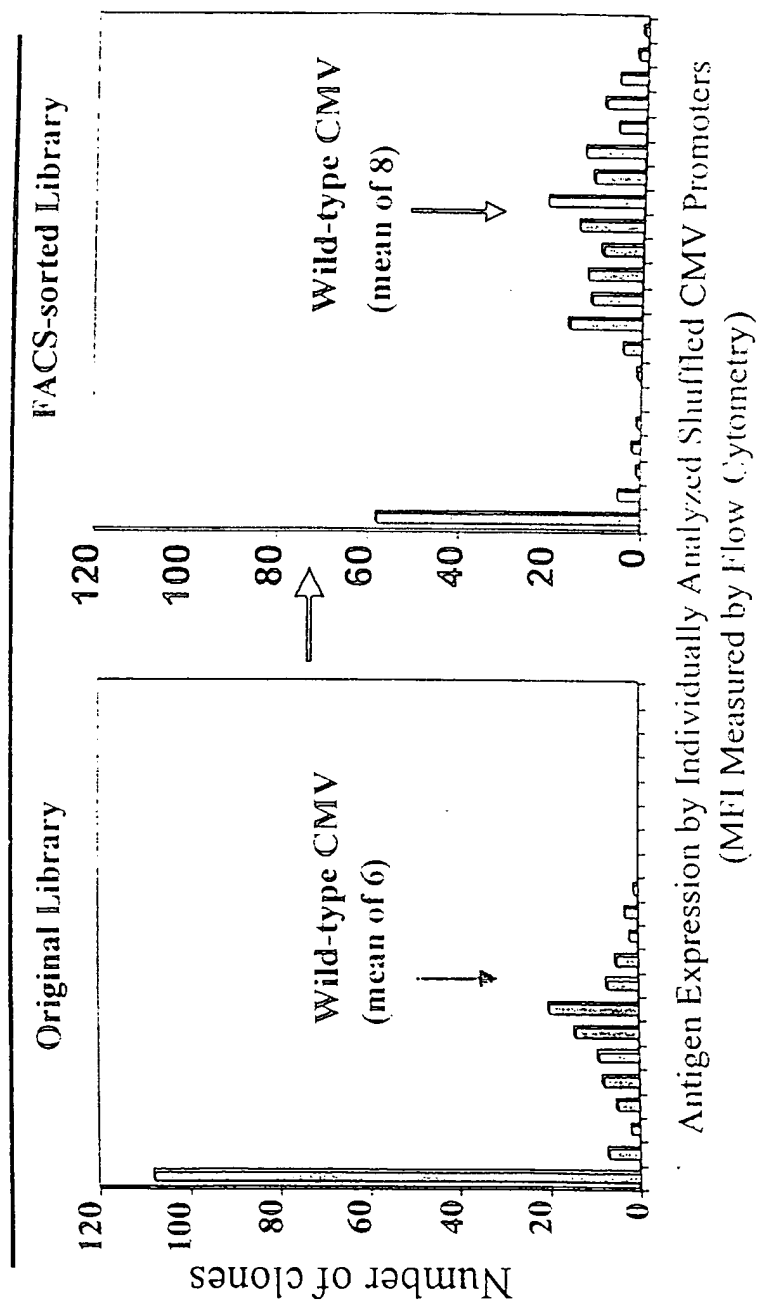 Original Library
FACS-sorted Library
Number of clones
120
100
80
60
40
20
0
Wild-type CMV
(mean of 6)
120
100
80
60
40
20
0
Wild-type CMV
(mean of 8)
Antigen Expression by Individually Analyzed Shuffled CMV Promoters
(MFI Measured by Flow Cytometry)